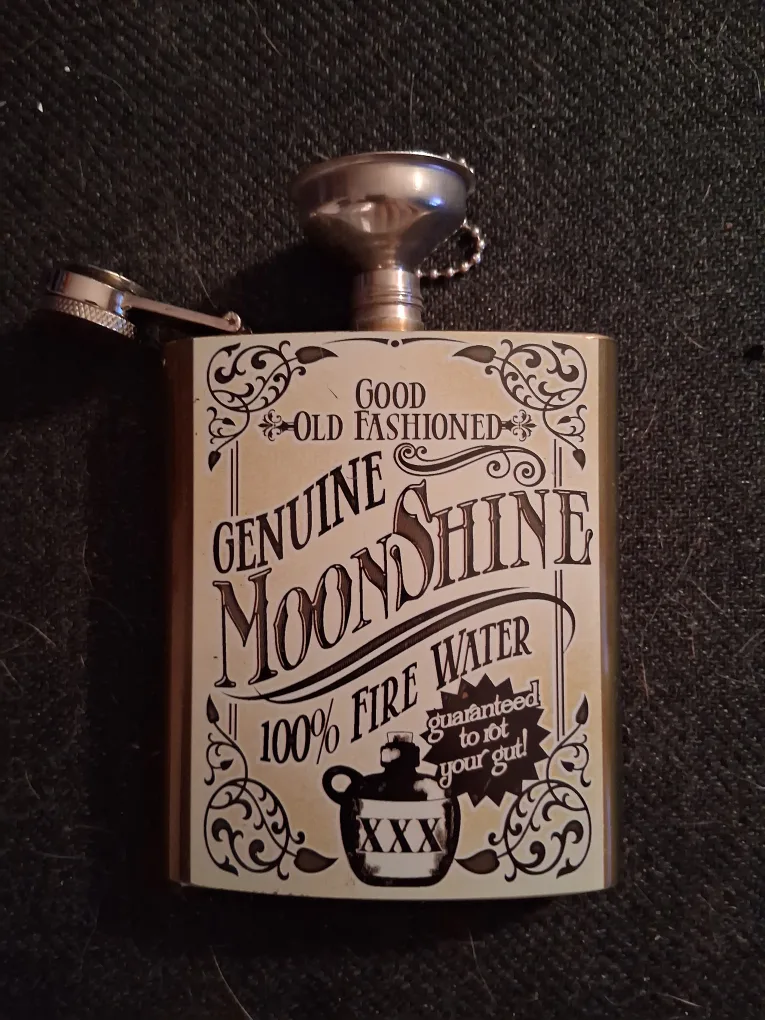 GOOD
OLD FASHIONED
GENUINE
MOONSHINE
100% FIRE WATER
guaranteed
to rot
your gut!
XXX